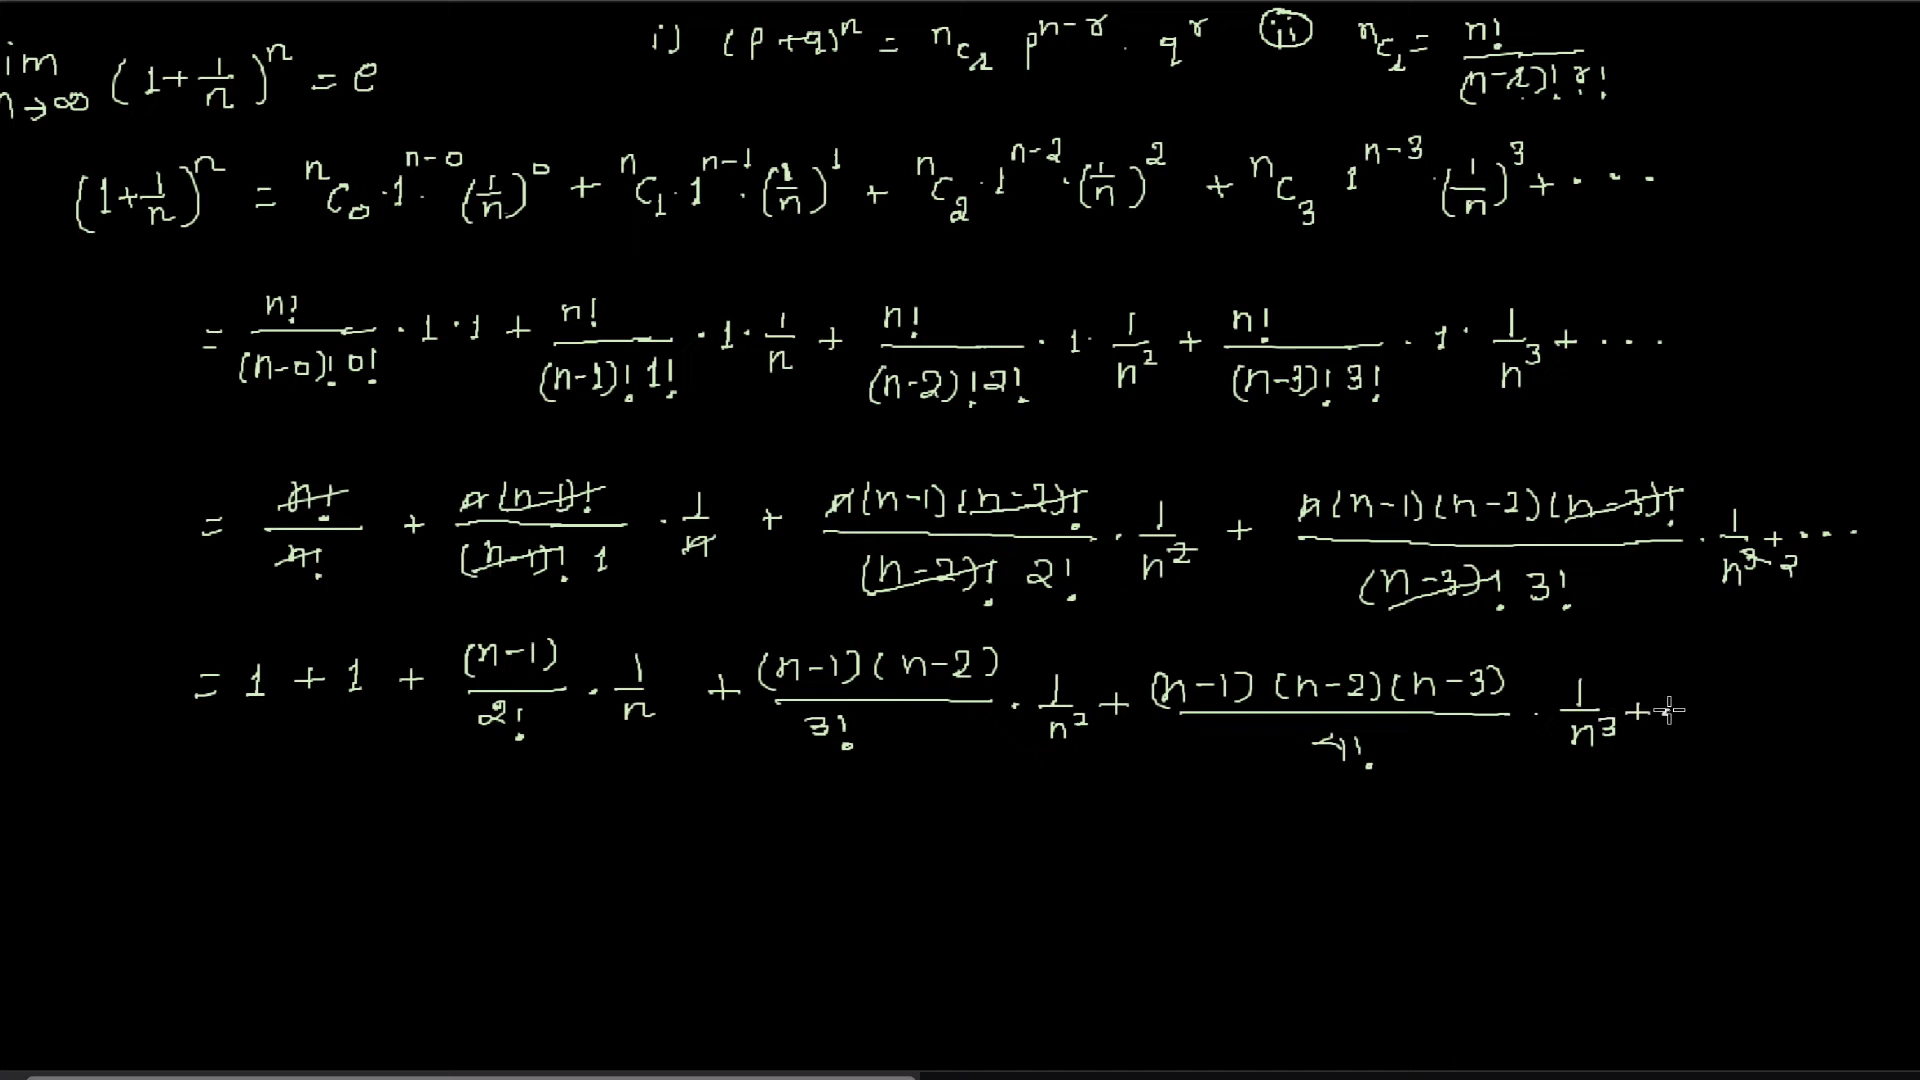 lim n→∞ (1+1/n)^n = e   i) (p+q)^n = nC₂ p^(n-r) · q^r   (ii) nC₂ = n!/((n-r)! r!)
(1+1/n)^n = nC₀ · 1^(n-0) · (1/n)^0 + nC₁ · 1^(n-1) · (1/n)^1 + nC₂ · 1^(n-2) · (1/n)^2 + nC₃ 1^(n-3) · (1/n)^3 + ···
= n!/((n-0)! 0!) · 1 · 1 + n!/((n-1)! 1!) · 1 · 1/n + n!/((n-2)! 2!) · 1 · 1/n^2 + n!/((n-3)! 3!) · 1 · 1/n^3 + ···
= n!/n! + n(n-1)!/((n-1)! 1) · 1/n + n(n-1)(n-2)!/((n-2)! 2!) · 1/n^2 + n(n-1)(n-2)(n-3)!/((n-3)! 3!) · 1/n^3 2 + ···
= 1 + 1 + (n-1)/2! · 1/n + (n-1)(n-2)/3! · 1/n^2 + (n-1)(n-2)(n-3)/4! · 1/n^3 +